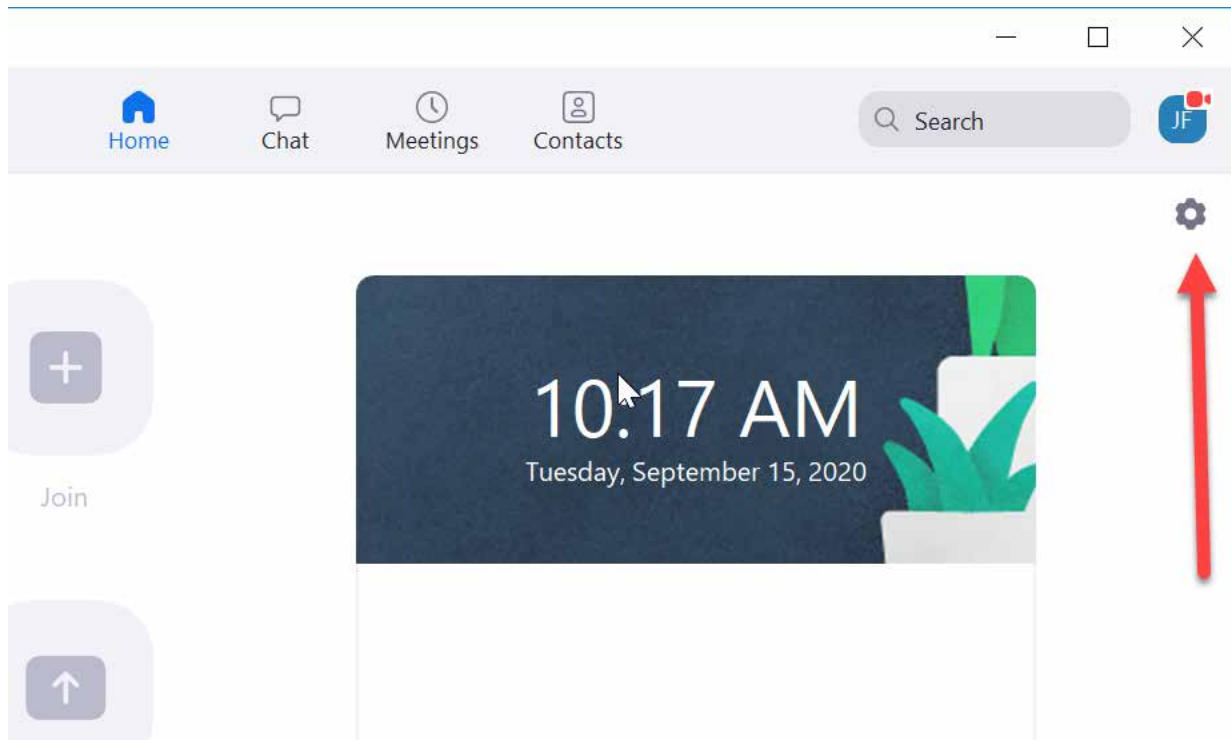 Home Chat Meetings Contacts Search JF
10:17 AM
Tuesday, September 15, 2020
Join